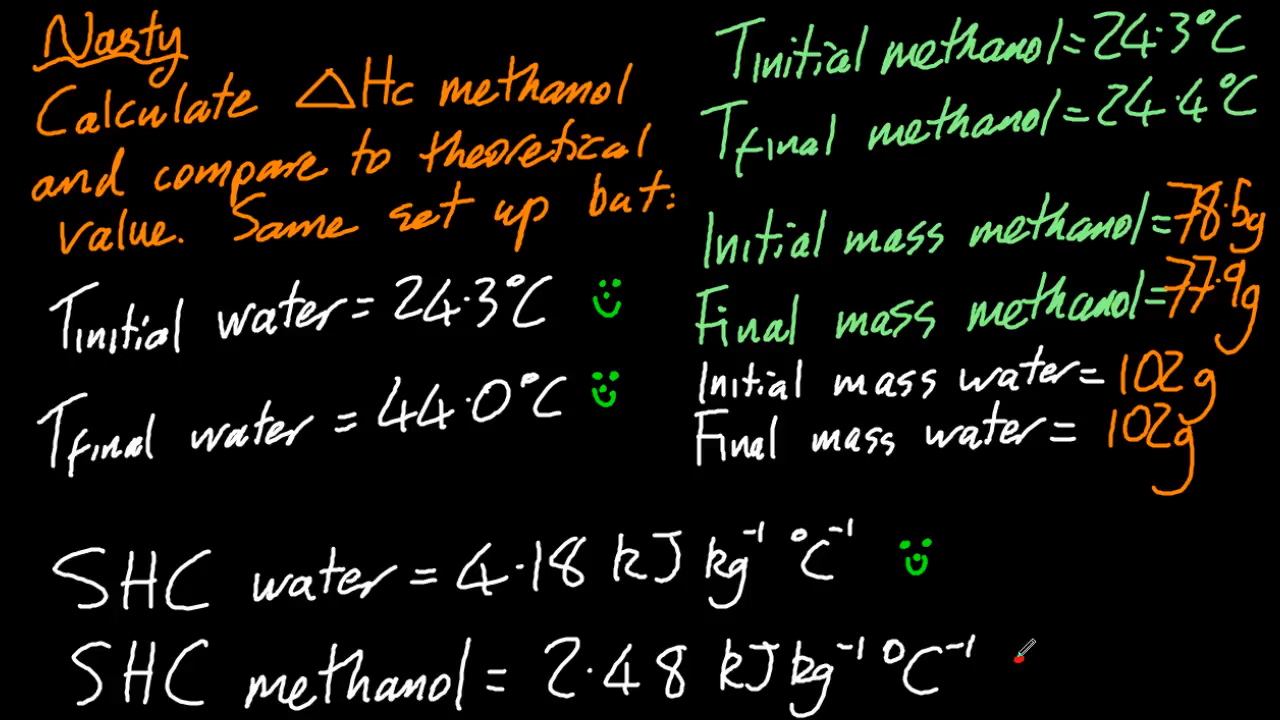 Nasty
Calculate △Hc methanol
and compare to theoretical
value. Same set up but:
Tinitial water = 24.3°C
Tfinal water = 44.0°C
Tinitial methanol = 24.3°C
Tfinal methanol = 24.4°C
Initial mass methanol = 78.5g
Final mass methanol = 77.9g
Initial mass water = 102g
Final mass water = 102g
SHC water = 4.18 kJ kg⁻¹ °C⁻¹
SHC methanol = 2.48 kJ kg⁻¹ °C⁻¹